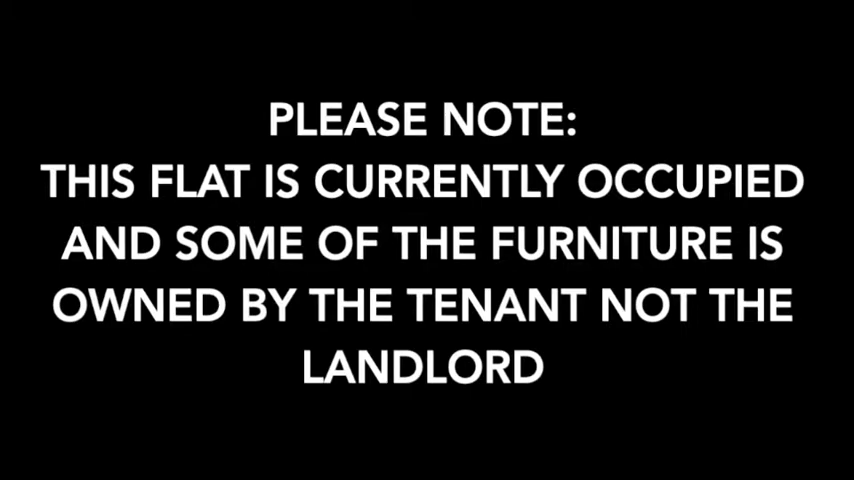 PLEASE NOTE:
THIS FLAT IS CURRENTLY OCCUPIED
AND SOME OF THE FURNITURE IS
OWNED BY THE TENANT NOT THE
LANDLORD